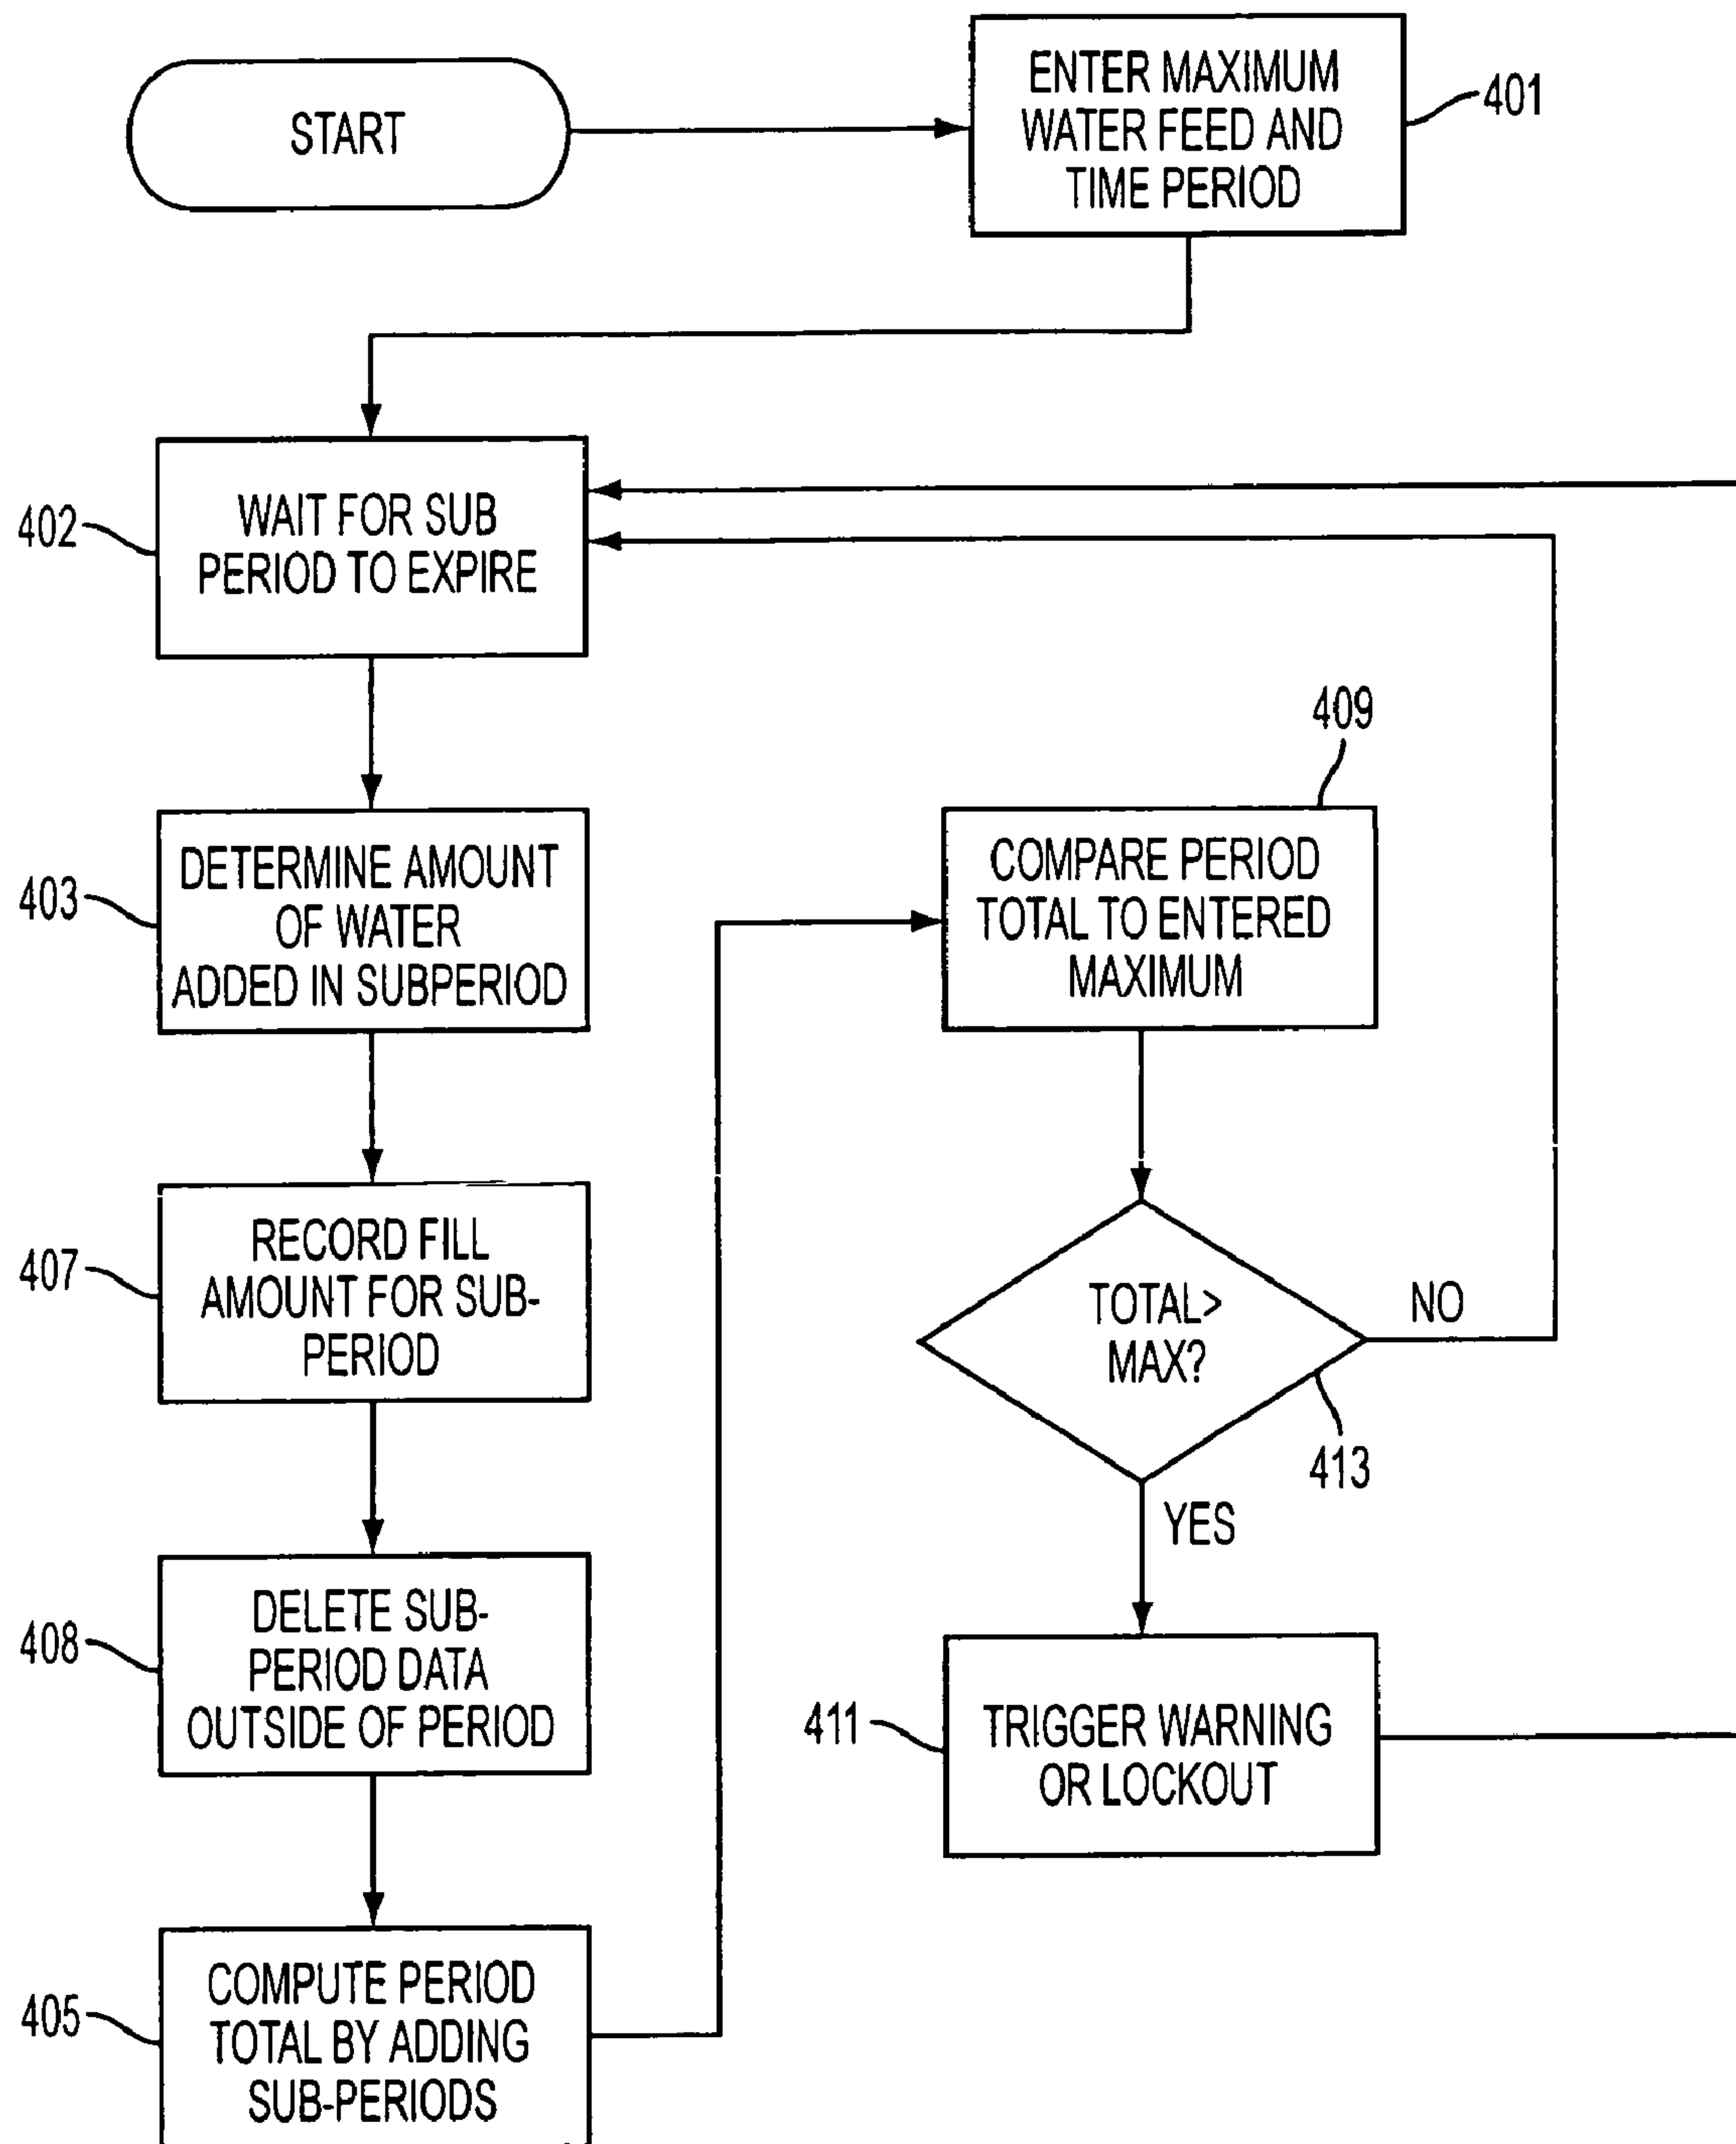 START
ENTER MAXIMUM
WATER FEED AND
TIME PERIOD
401
402
WAIT FOR SUB
PERIOD TO EXPIRE
403
DETERMINE AMOUNT
OF WATER
ADDED IN SUBPERIOD
407
RECORD FILL
AMOUNT FOR SUB-
PERIOD
408
DELETE SUB-
PERIOD DATA
OUTSIDE OF PERIOD
405
COMPUTE PERIOD
TOTAL BY ADDING
SUB-PERIODS
409
COMPARE PERIOD
TOTAL TO ENTERED
MAXIMUM
TOTAL>
MAX?
NO
413
YES
411
TRIGGER WARNING
OR LOCKOUT